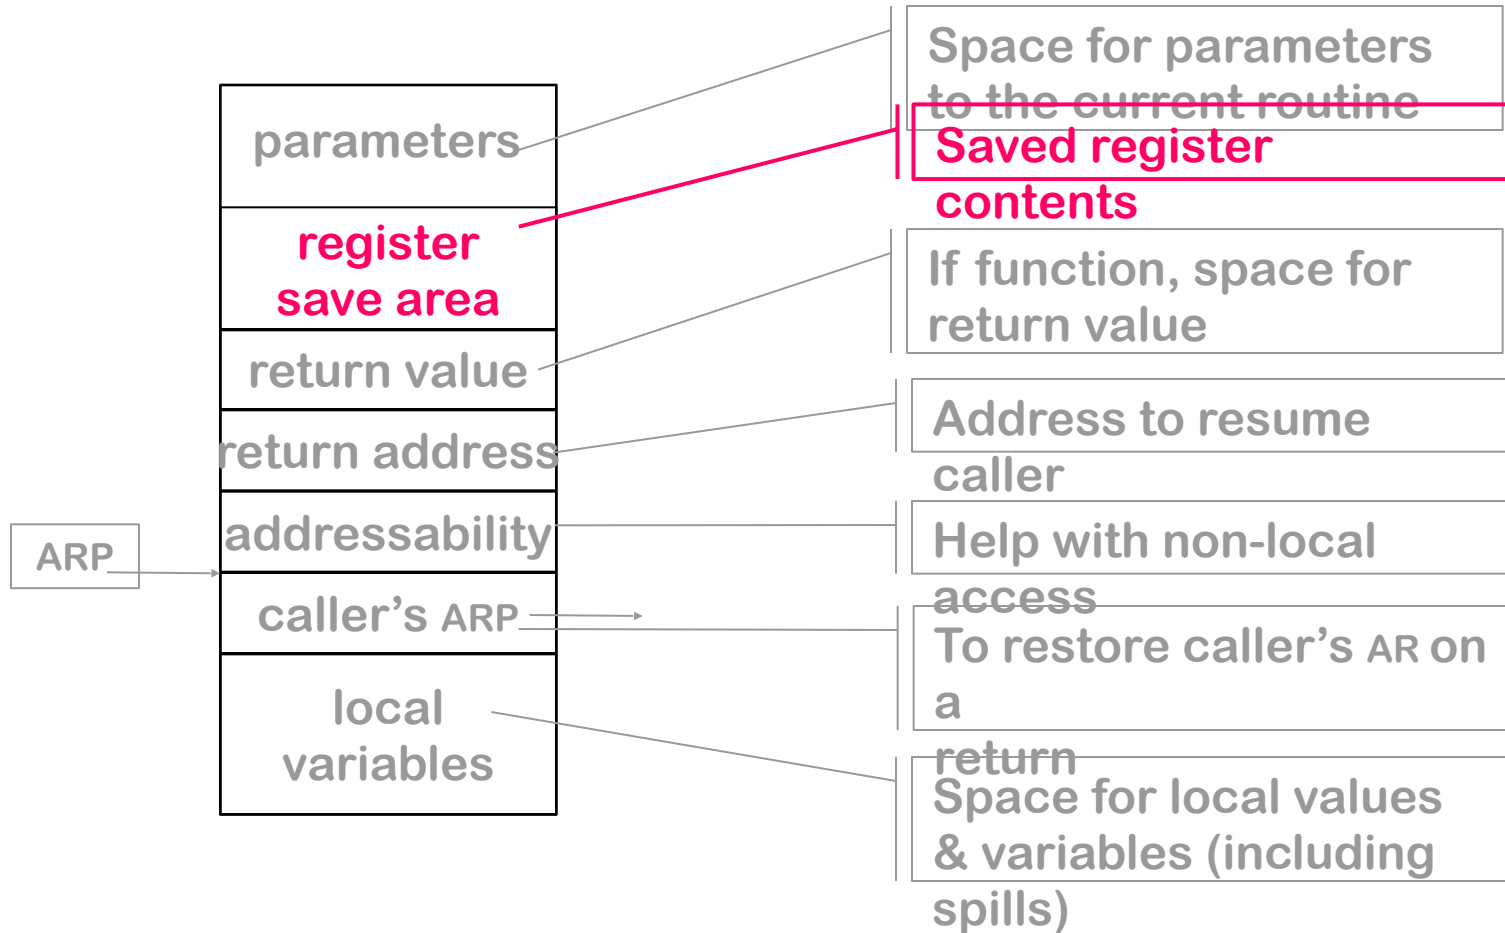 parameters
register
save area
return value
return address
addressability
caller’s ARP
local
variables
ARP
Space for parameters
to the current routine
Saved register
contents
If function, space for
return value
Address to resume
caller
Help with non-local
access
To restore caller’s AR on
a
return
Space for local values
& variables (including
spills)